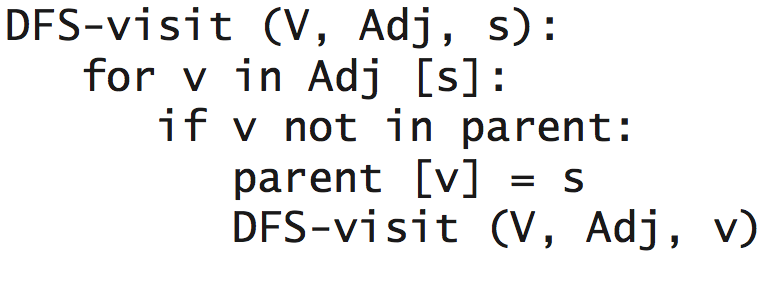 DFS-visit (V, Adj, s):
for v in Adj [s]:
if v not in parent:
parent [v] = s
DFS-visit (V, Adj, v)